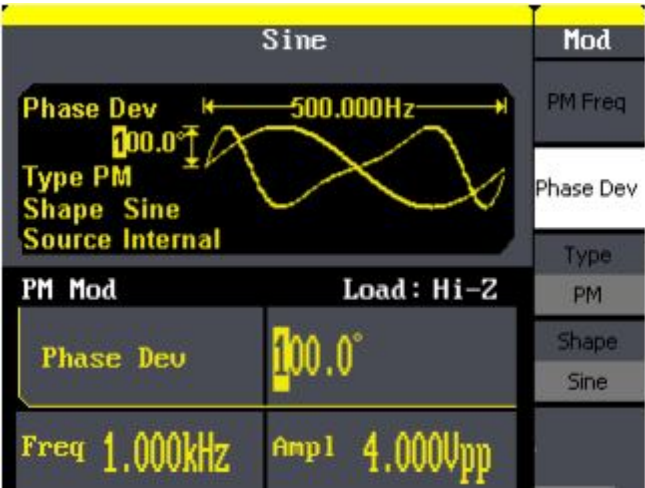 Sine
Mod
Phase Dev 500.000Hz
100.0°
Type PM
Shape Sine
Source Internal
PM Freq
Phase Dev
Type
PM
Shape
Sine
PM Mod Load: Hi-Z
Phase Dev 100.0°
Freq 1.000kHz Ampl 4.000Vpp